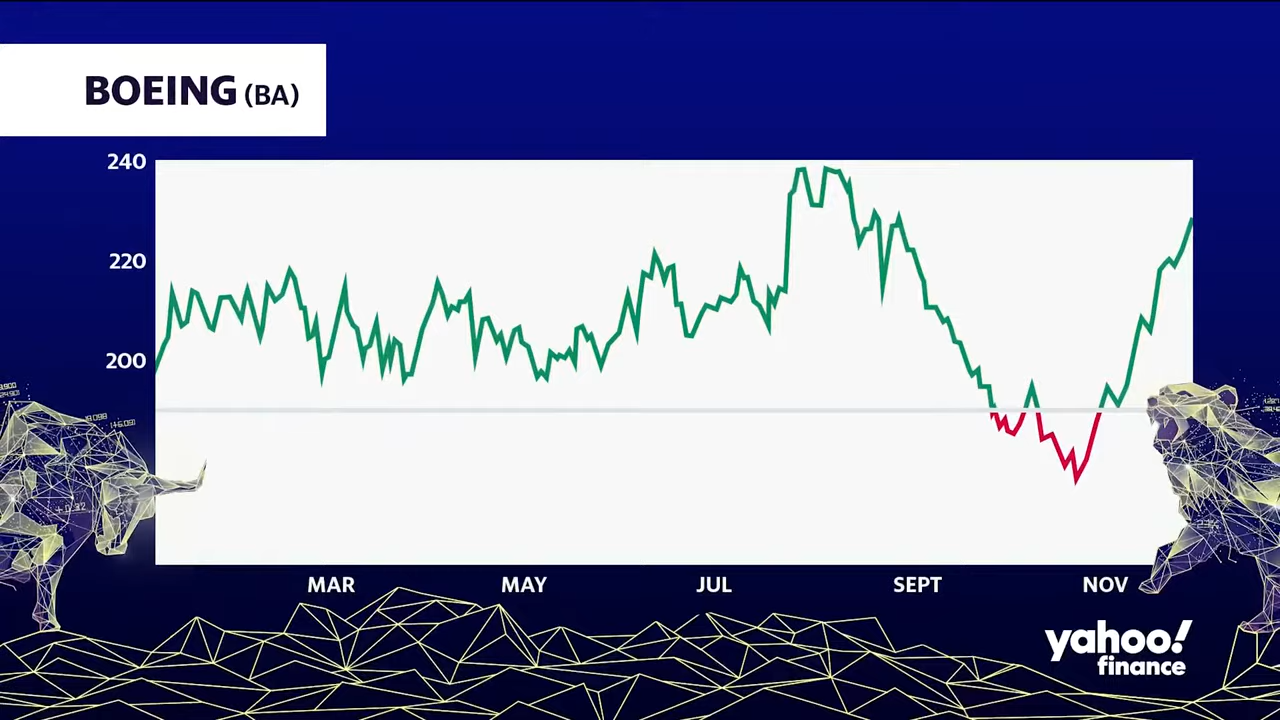 BOEING (BA)
240
220
200
MAR MAY JUL SEPT NOV
yahoo!
finance